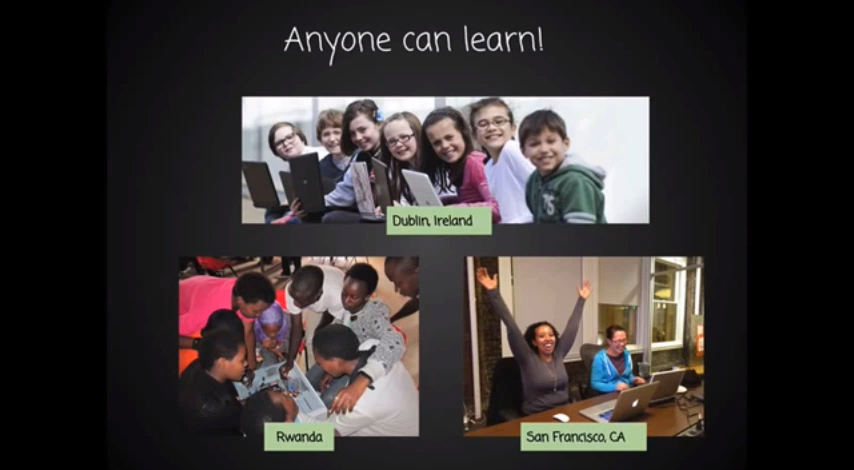 Anyone can learn!
Dublin, Ireland
Rwanda
San Francisco, CA